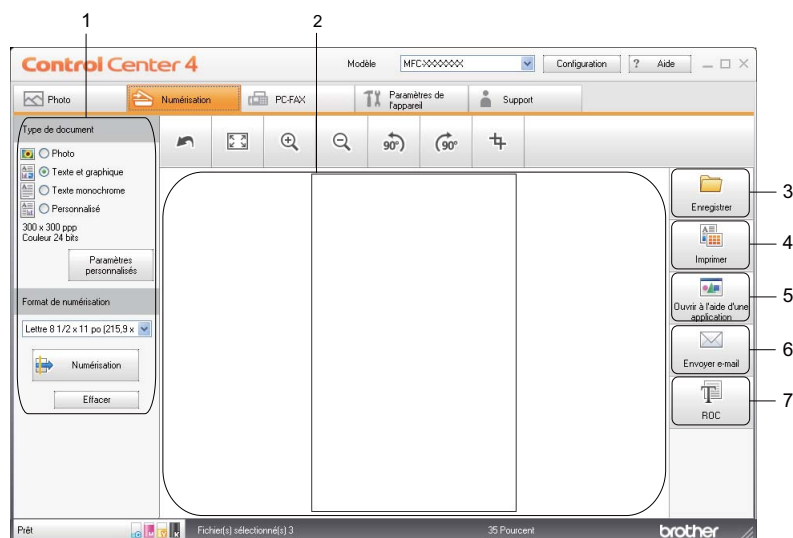 1
2
Control Center 4
Modèle
MFC-XXXXXX
Configuration
? Aide
Photo
Numérisation
PC-FAX
Paramètres de
l'appareil
Support
Type de document
Photo
Texte et graphique
Texte monochrome
Personnalisé
300 x 300 ppp
Couleur 24 bits
Paramètres
personnalisés
Format de numérisation
Lettre 8 1/2 x 11 po (215,9 x
Numérisation
Effacer
90°
90°
Enregistrer
3
Imprimer
4
Ouvrir à l'aide d'une
application
5
Envoyer e-mail
6
ROC
7
Prêt
M
Y
K
Fichier(s) sélectionné(s) 3
35 Pourcent
brother